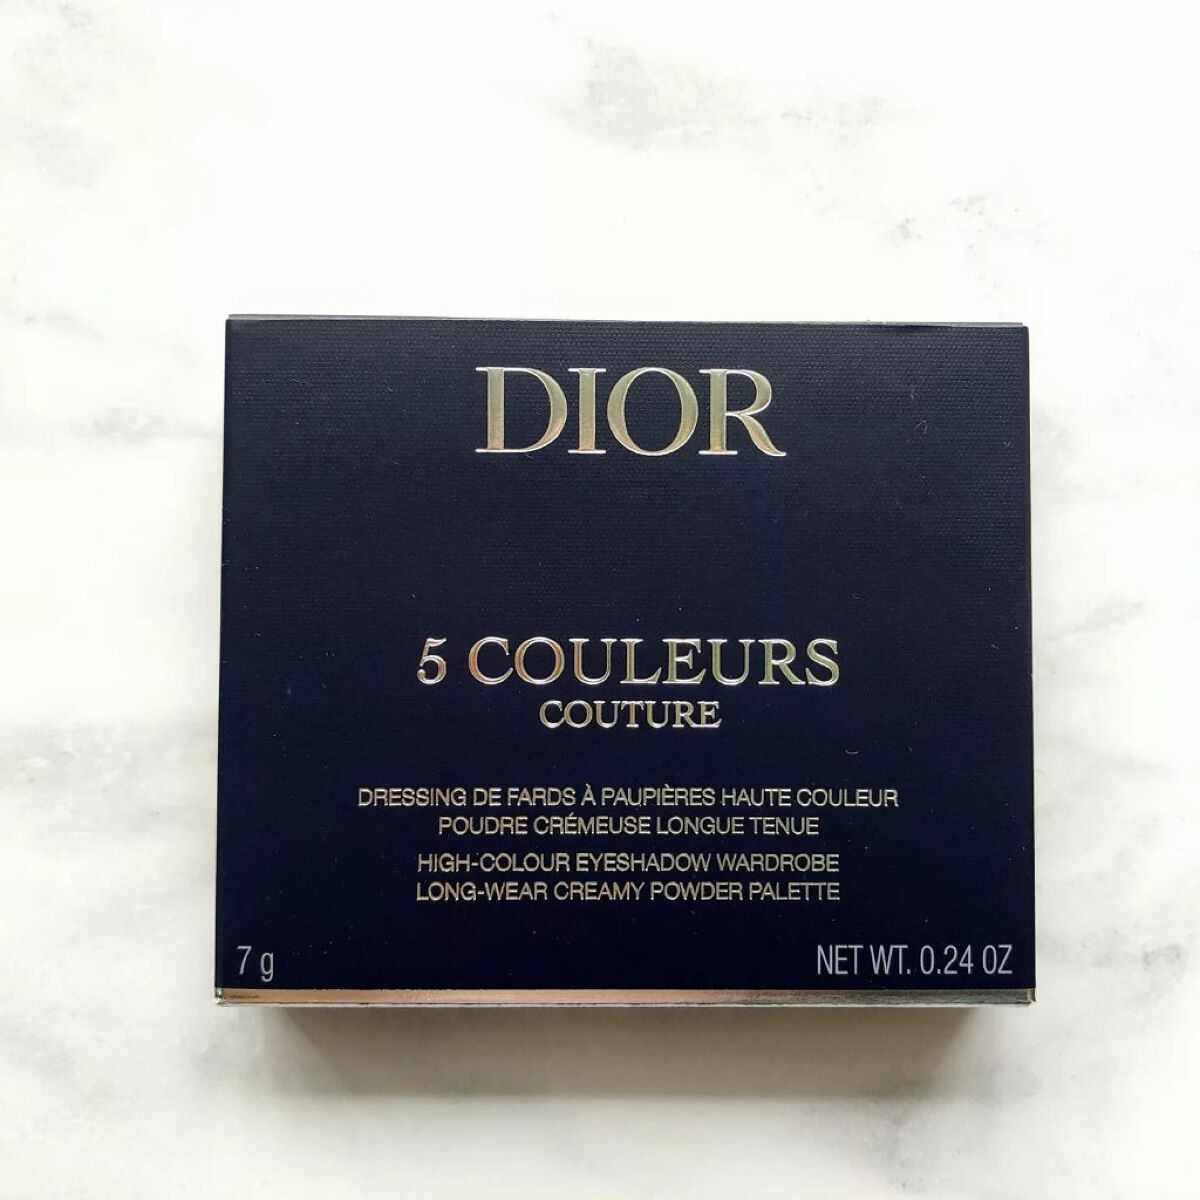 DIOR
5 COULEURS
COUTURE
DRESSING DE FARDS À PAUPIÈRES HAUTE COULEUR
POUDRE CRÉMEUSE LONGUE TENUE
HIGH-COLOUR EYESHADOW WARDROBE
LONG-WEAR CREAMY POWDER PALETTE
7 g NET WT. 0.24 OZ